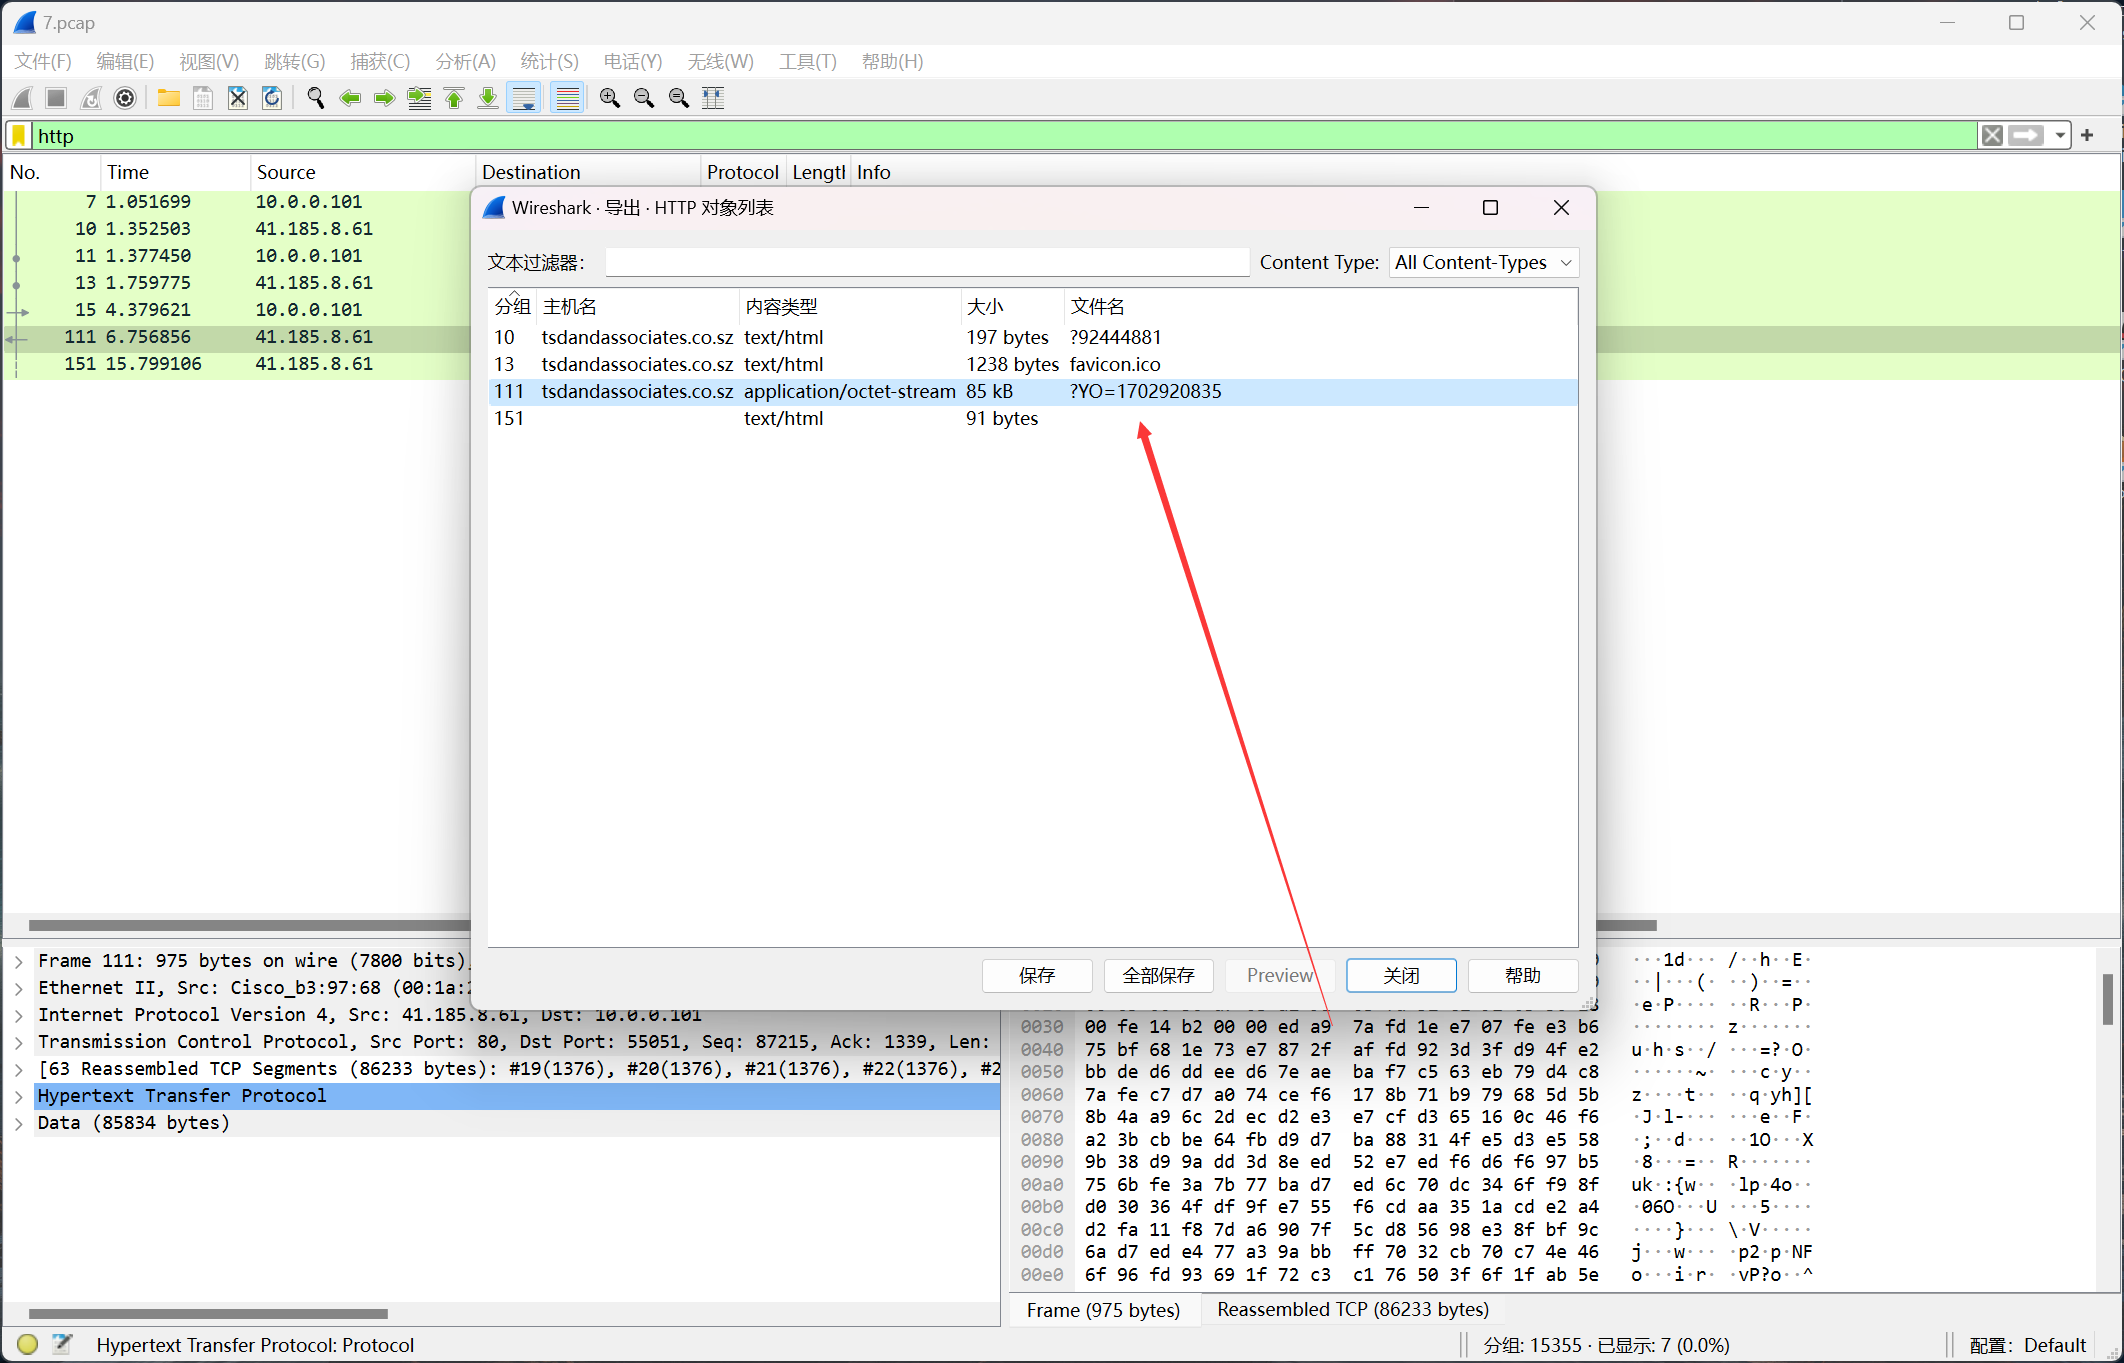 7.pcap
文件(F) 编辑(E) 视图(V) 跳转(G) 捕获(C) 分析(A) 统计(S) 电话(Y) 无线(W) 工具(T) 帮助(H)
http
No. Time Source Destination Protocol Lengtl Info
7 1.051699 10.0.0.101
10 1.352503 41.185.8.61
11 1.377450 10.0.0.101
13 1.759775 41.185.8.61
15 4.379621 10.0.0.101
111 6.756856 41.185.8.61
151 15.799106 41.185.8.61
Wireshark · 导出 · HTTP 对象列表
文本过滤器: Content Type: All Content-Types
分组 主机名 内容类型 大小 文件名
10 tsdandassociates.co.sz text/html 197 bytes ?92444881
13 tsdandassociates.co.sz text/html 1238 bytes favicon.ico
111 tsdandassociates.co.sz application/octet-stream 85 kB ?YO=1702920835
151 text/html 91 bytes
保存 全部保存 Preview 关闭 帮助
Frame 111: 975 bytes on wire (7800 bits)
Ethernet II, Src: Cisco_b3:97:68 (00:1a:
Internet Protocol Version 4, Src: 41.185.8.61, Dst: 10.0.0.101
Transmission Control Protocol, Src Port: 80, Dst Port: 55051, Seq: 87215, Ack: 1339, Len:
[63 Reassembled TCP Segments (86233 bytes): #19(1376), #20(1376), #21(1376), #22(1376), #2
Hypertext Transfer Protocol
Data (85834 bytes)
···1d··· /··h··E·
··|···(· ··)··=··
·e·P···· ··R···P·
0030 00 fe 14 b2 00 00 ed a9 7a fd 1e e7 07 fe e3 b6 ········ z·······
0040 75 bf 68 1e 73 e7 87 2f af fd 92 3d 3f d9 4f e2 u·h·s··/ ···=?·O·
0050 bb de d6 dd ee d6 7e ae ba f7 c5 63 eb 79 d4 c8 ······~· ···c·y··
0060 7a fe c7 d7 a0 74 ce f6 17 8b 71 b9 79 68 5d 5b z····t·· ··q·yh][
0070 8b 4a a9 6c 2d ec d2 e3 e7 cf d3 65 16 0c 46 f6 ·J·l-··· ···e··F·
0080 a2 3b cb be 64 fb d9 d7 ba 88 31 4f e5 d3 e5 58 ·;··d··· ··1O···X
0090 9b 38 d9 9a dd 3d 8e ed 52 e7 ed f6 d6 f6 97 b5 ·8···=·· R·······
00a0 75 6b fe 3a 7b 77 ba d7 ed 6c 70 dc 34 6f f9 8f uk·:{w·· ·lp·4o··
00b0 d0 30 36 4f df 9f e7 55 f6 cd aa 35 1a cd e2 a4 ·06O···U ···5····
00c0 d2 fa 11 f8 7d a6 90 7f 5c d8 56 98 e3 8f bf 9c ····}··· \·V·····
00d0 6a d7 ed e4 77 a3 9a bb ff 70 32 cb 70 c7 4e 46 j···w··· ·p2·p·NF
00e0 6f 96 fd 93 69 1f 72 c3 c1 76 50 3f 6f 1f ab 5e o···i·r· ·vP?o··^
Frame (975 bytes) Reassembled TCP (86233 bytes)
Hypertext Transfer Protocol: Protocol 分组: 15355 · 已显示: 7 (0.0%) 配置: Default